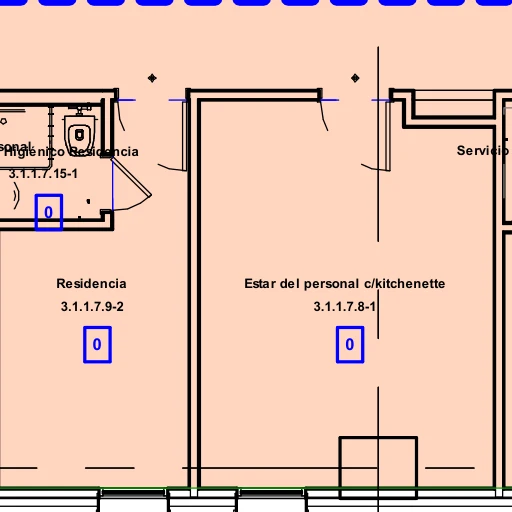 sonal
Higiénico Residencia
3.1.1.7.15-1
0
Servicio
Residencia
3.1.1.7.9-2
0
Estar del personal c/kitchenette
3.1.1.7.8-1
0